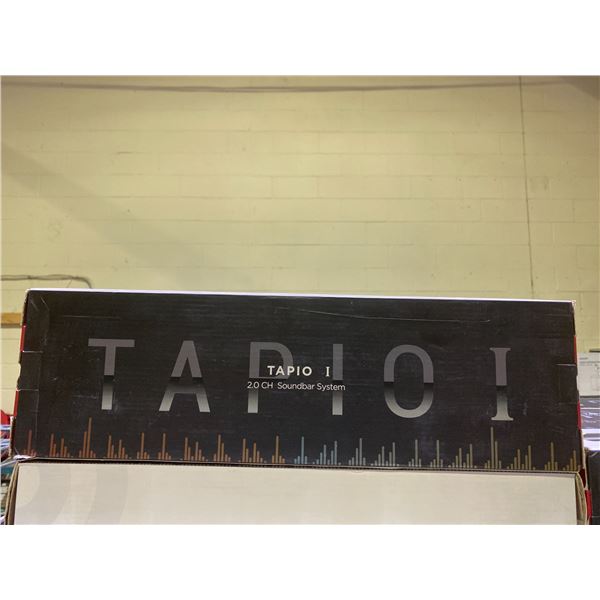 TAPIO I
TAPIO I
2.0 CH Soundbar System